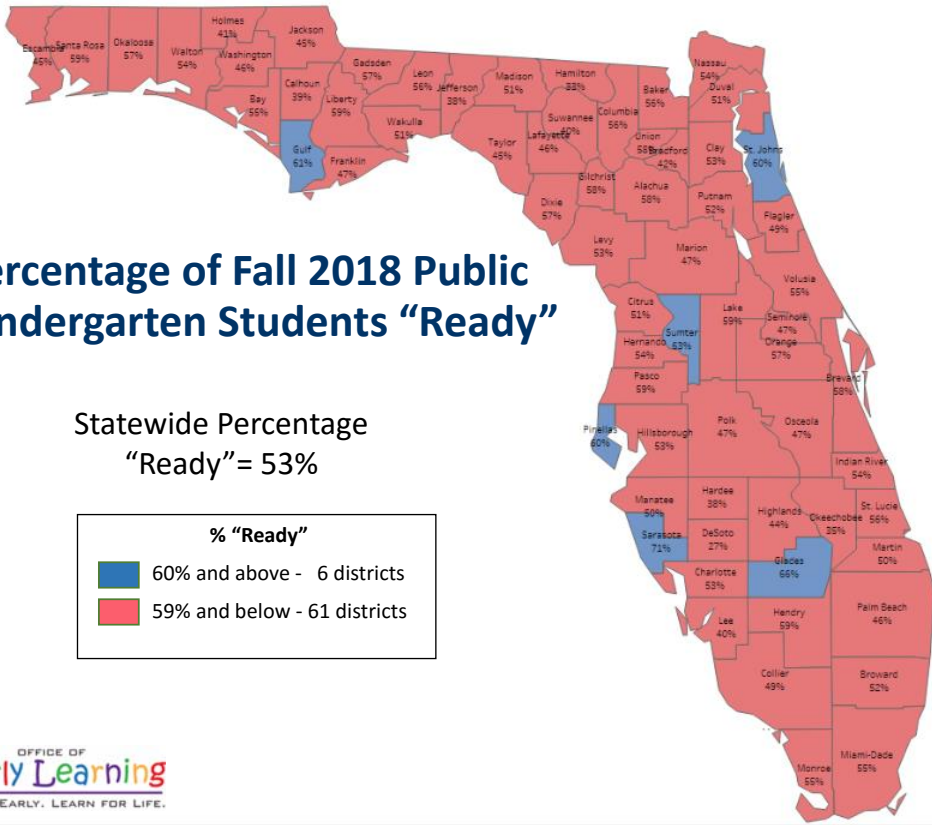 Holmes
41%
Jackson
45%
Escambia
45%
Santa Rosa
59%
Okaloosa
57%
Walton
54%
Washington
46%
Gadsden
57%
Leon
56%
Jefferson
38%
Madison
51%
Hamilton
33%
Nassau
54%
Duval
51%
Calhoun
39%
Bay
55%
Liberty
59%
Wakulla
51%
Taylor
45%
Lafayette
46%
Suwannee
Columbia
56%
Baker
56%
Union
58%
Bradford
42%
Clay
53%
St. Johns
60%
Gulf
61%
Franklin
47%
Gilchrist
58%
Alachua
58%
Putnam
52%
Dixie
57%
Flagler
49%
Levy
53%
Marion
47%
Volusia
55%
ercentage of Fall 2018 Public
ndergarten Students “Ready”
Citrus
51%
Sumter
63%
Lake
59%
Seminole
47%
Orange
57%
Hernando
54%
Pasco
59%
Brevard
58%
Statewide Percentage
“Ready”= 53%
Pinellas
60%
Hillsborough
53%
Polk
47%
Osceola
47%
Indian River
54%
Manatee
50%
Hardee
38%
Highlands
44%
Okeechobee
35%
St. Lucie
56%
% “Ready”
60% and above - 6 districts
59% and below - 61 districts
Sarasota
71%
DeSoto
27%
Martin
50%
Charlotte
53%
Glades
66%
Lee
40%
Hendry
59%
Palm Beach
46%
Collier
49%
Broward
52%
Monroe
55%
Miami-Dade
55%
OFFICE OF
rly Learning
EARLY. LEARN FOR LIFE.